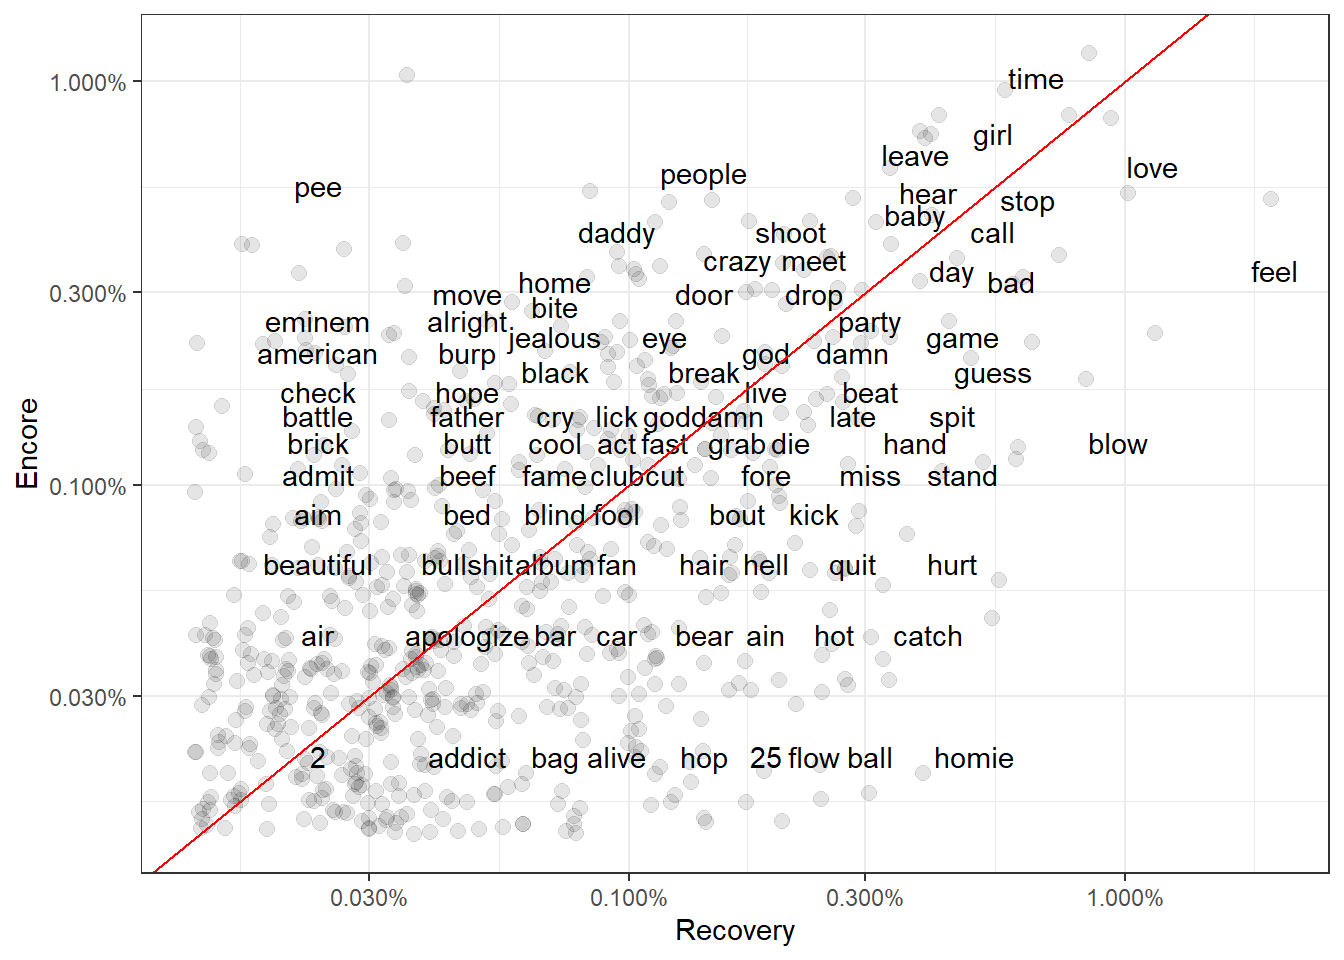 time
1.000%
girl
leave
love
people
pee
hear
stop
baby
daddy shoot call
crazy meet
day feel
home bad
0.300%
move door drop
bite
eminem alright party
jealous eye game
american burp god damn
black break guess
check hope live beat
battle father cry lick goddamn late spit
Encore
brick butt cool act fast grab die hand blow
admit beef fame club cut fore miss stand
0.100%
aim bed blind fool bout kick
beautiful bullshit album fan hair hell quit hurt
air apologize bar car bear ain hot catch
0.030%
2 addict bag alive hop 25 flow ball homie
0.030% 0.100% 0.300% 1.000%
Recovery